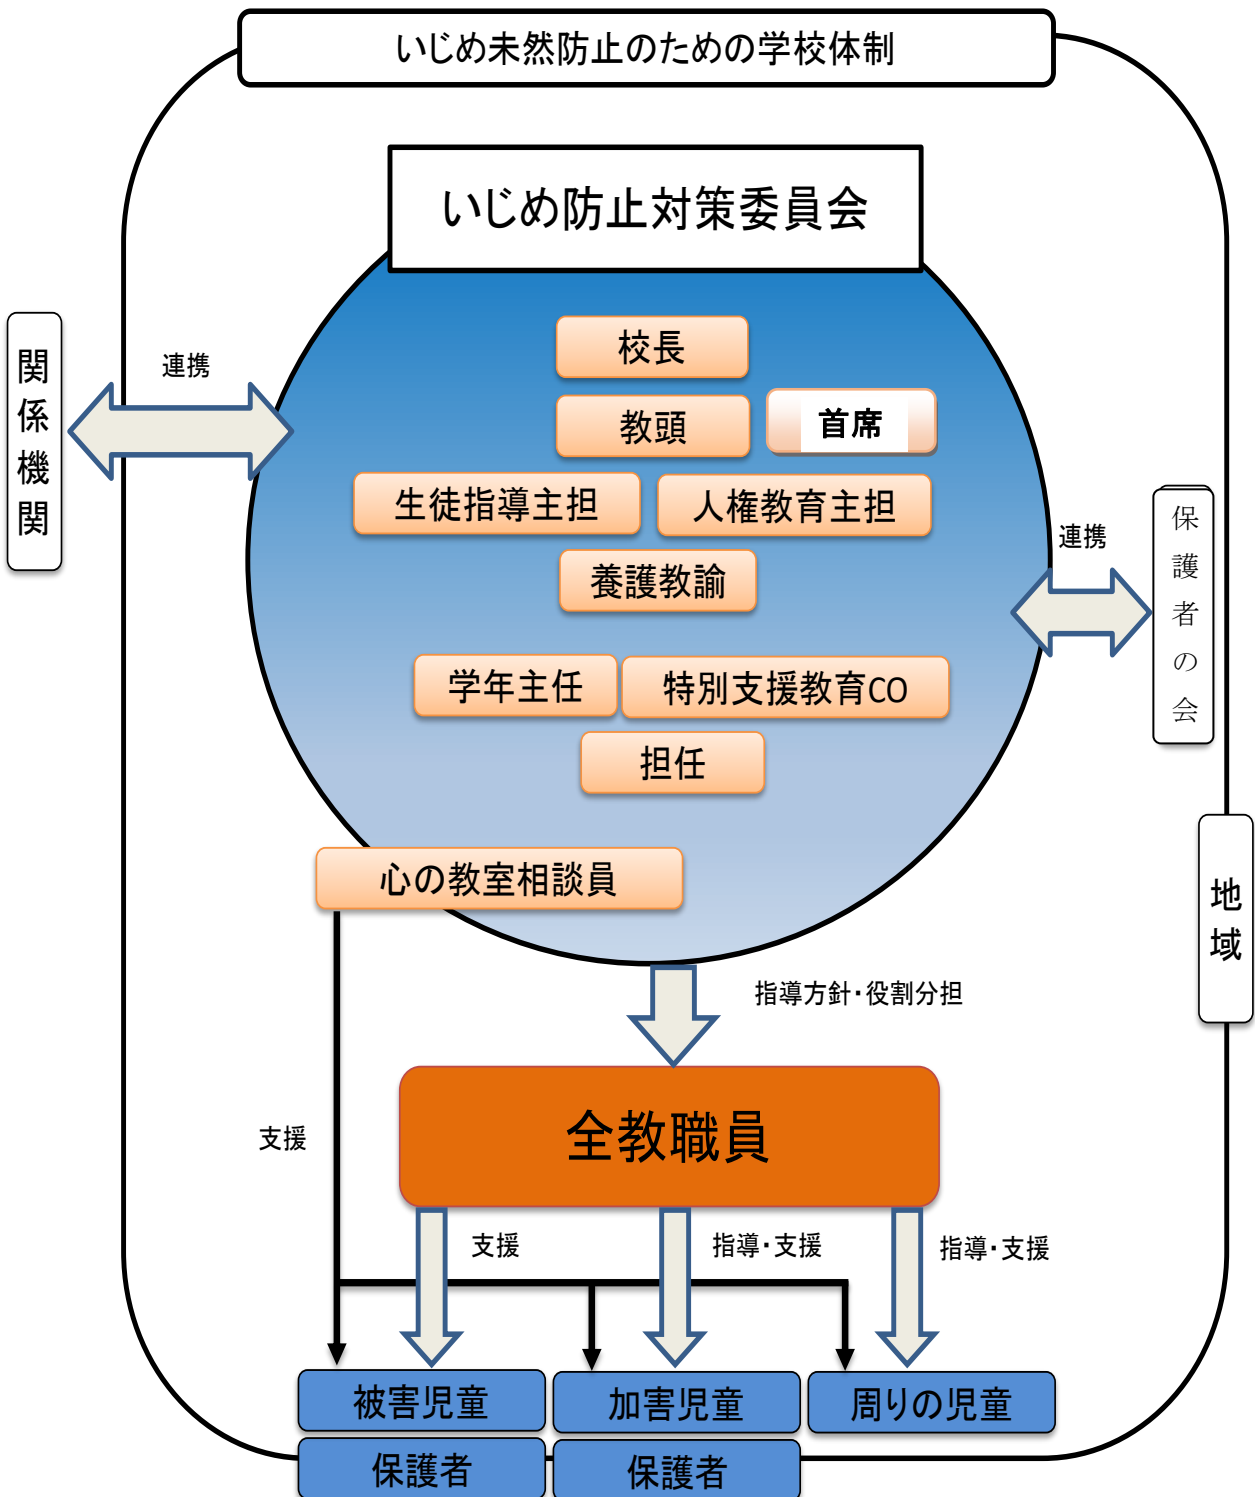 いじめ未然防止のための学校体制
いじめ防止対策委員会
校長
教頭
首席
生徒指導主担
人権教育主担
養護教諭
学年主任
特別支援教育CO
担任
心の教室相談員
関係機関
連携
連携
保護者の会
地域
指導方針・役割分担
全教職員
支援
支援
指導・支援
指導・支援
被害児童
加害児童
周りの児童
保護者
保護者